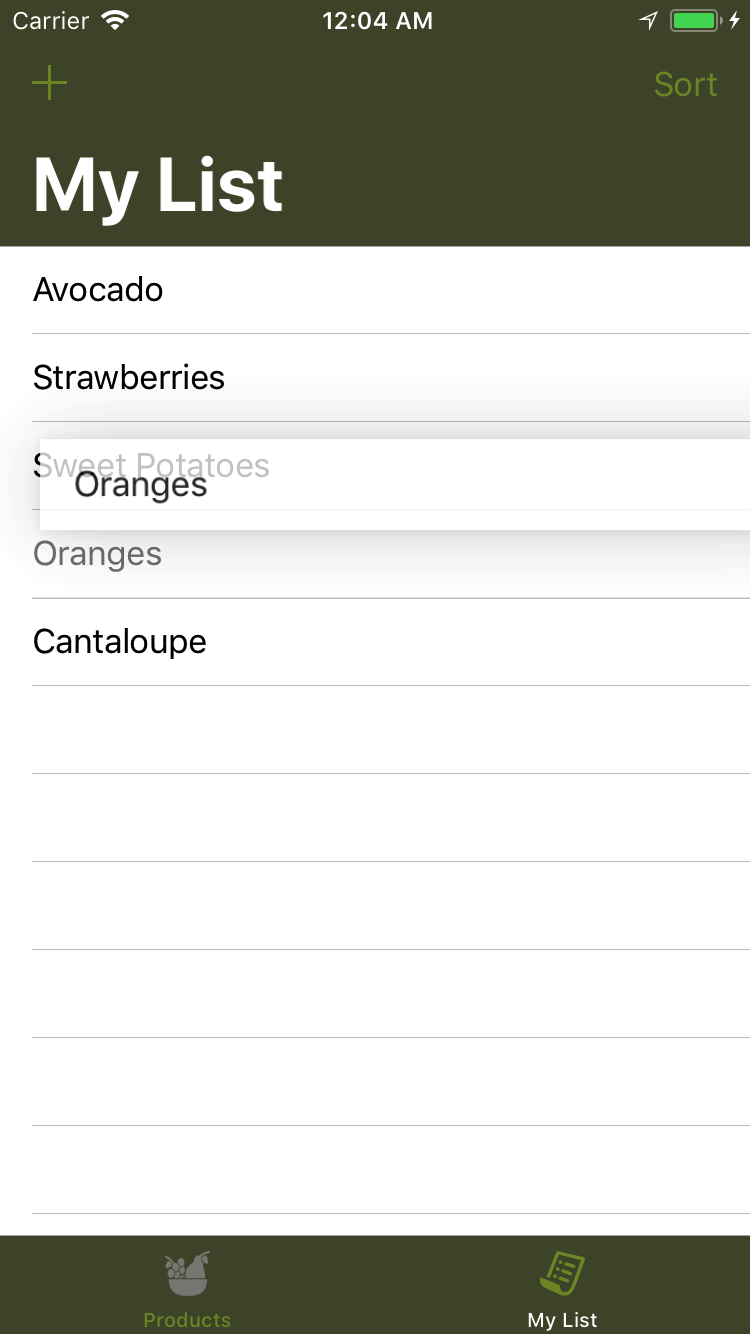 Carrier 12:04 AM
Sort
My List
Avocado
Strawberries
Sweet Potatoes
Oranges
Oranges
Cantaloupe
Products My List